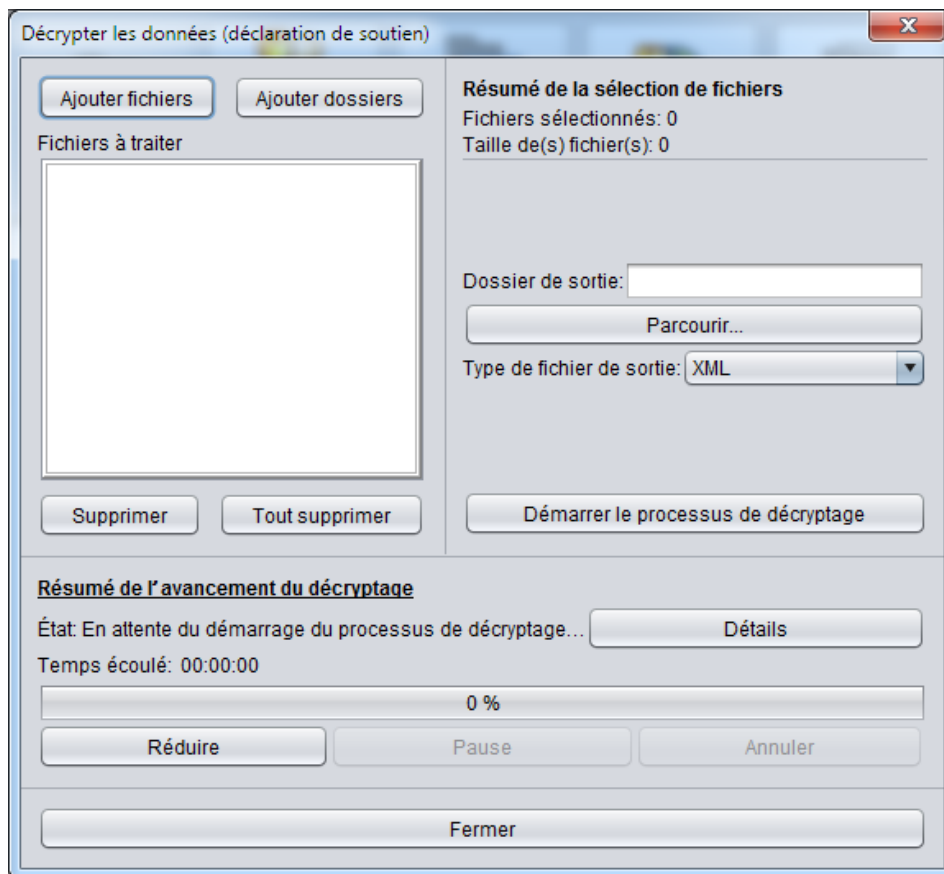 Décrypter les données (déclaration de soutien)
Ajouter fichiers
Ajouter dossiers
Fichiers à traiter
Supprimer
Tout supprimer
Résumé de la sélection de fichiers
Fichiers sélectionnés: 0
Taille de(s) fichier(s): 0
Dossier de sortie:
Parcourir...
Type de fichier de sortie: XML
Démarrer le processus de décryptage
Résumé de l'avancement du décryptage
État: En attente du démarrage du processus de décryptage...
Détails
Temps écoulé: 00:00:00
0 %
Réduire
Pause
Annuler
Fermer